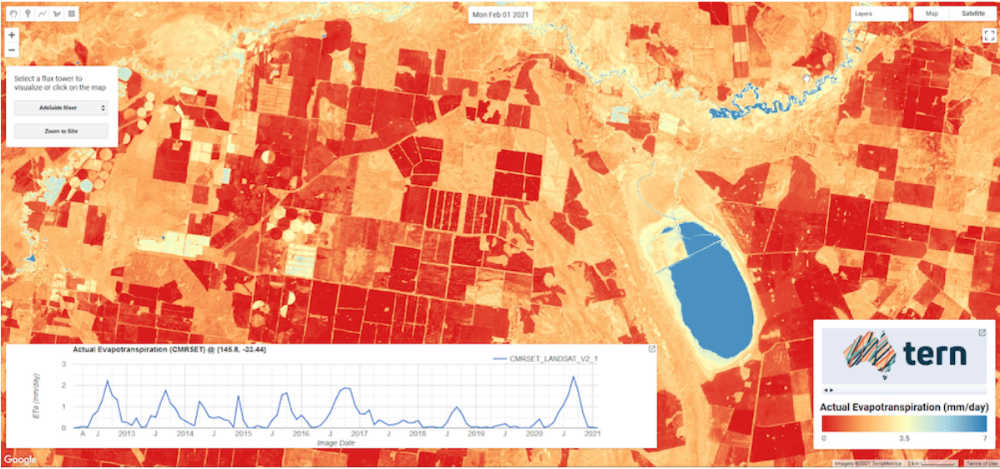 Mon Feb 01 2021
Layers
Map
Satellite
+
−
Select a flux tower to
visualize or click on the map
Adelaide River
Zoom to Site
Actual Evapotranspiration (CMRSET) @ [145.8, -33.44]
CMRSET_LANDSAT_V2_1
ETa (mm/day)
3
2
1
0
A J 2013 J 2014 J 2015 J 2016 J 2017 J 2018 J 2019 J 2020 J 2021
Image Date
tern
Actual Evapotranspiration (mm/day)
0 3.5 7
Google
Imagery ©2021 TerraMetrics
2 km
Terms of Use